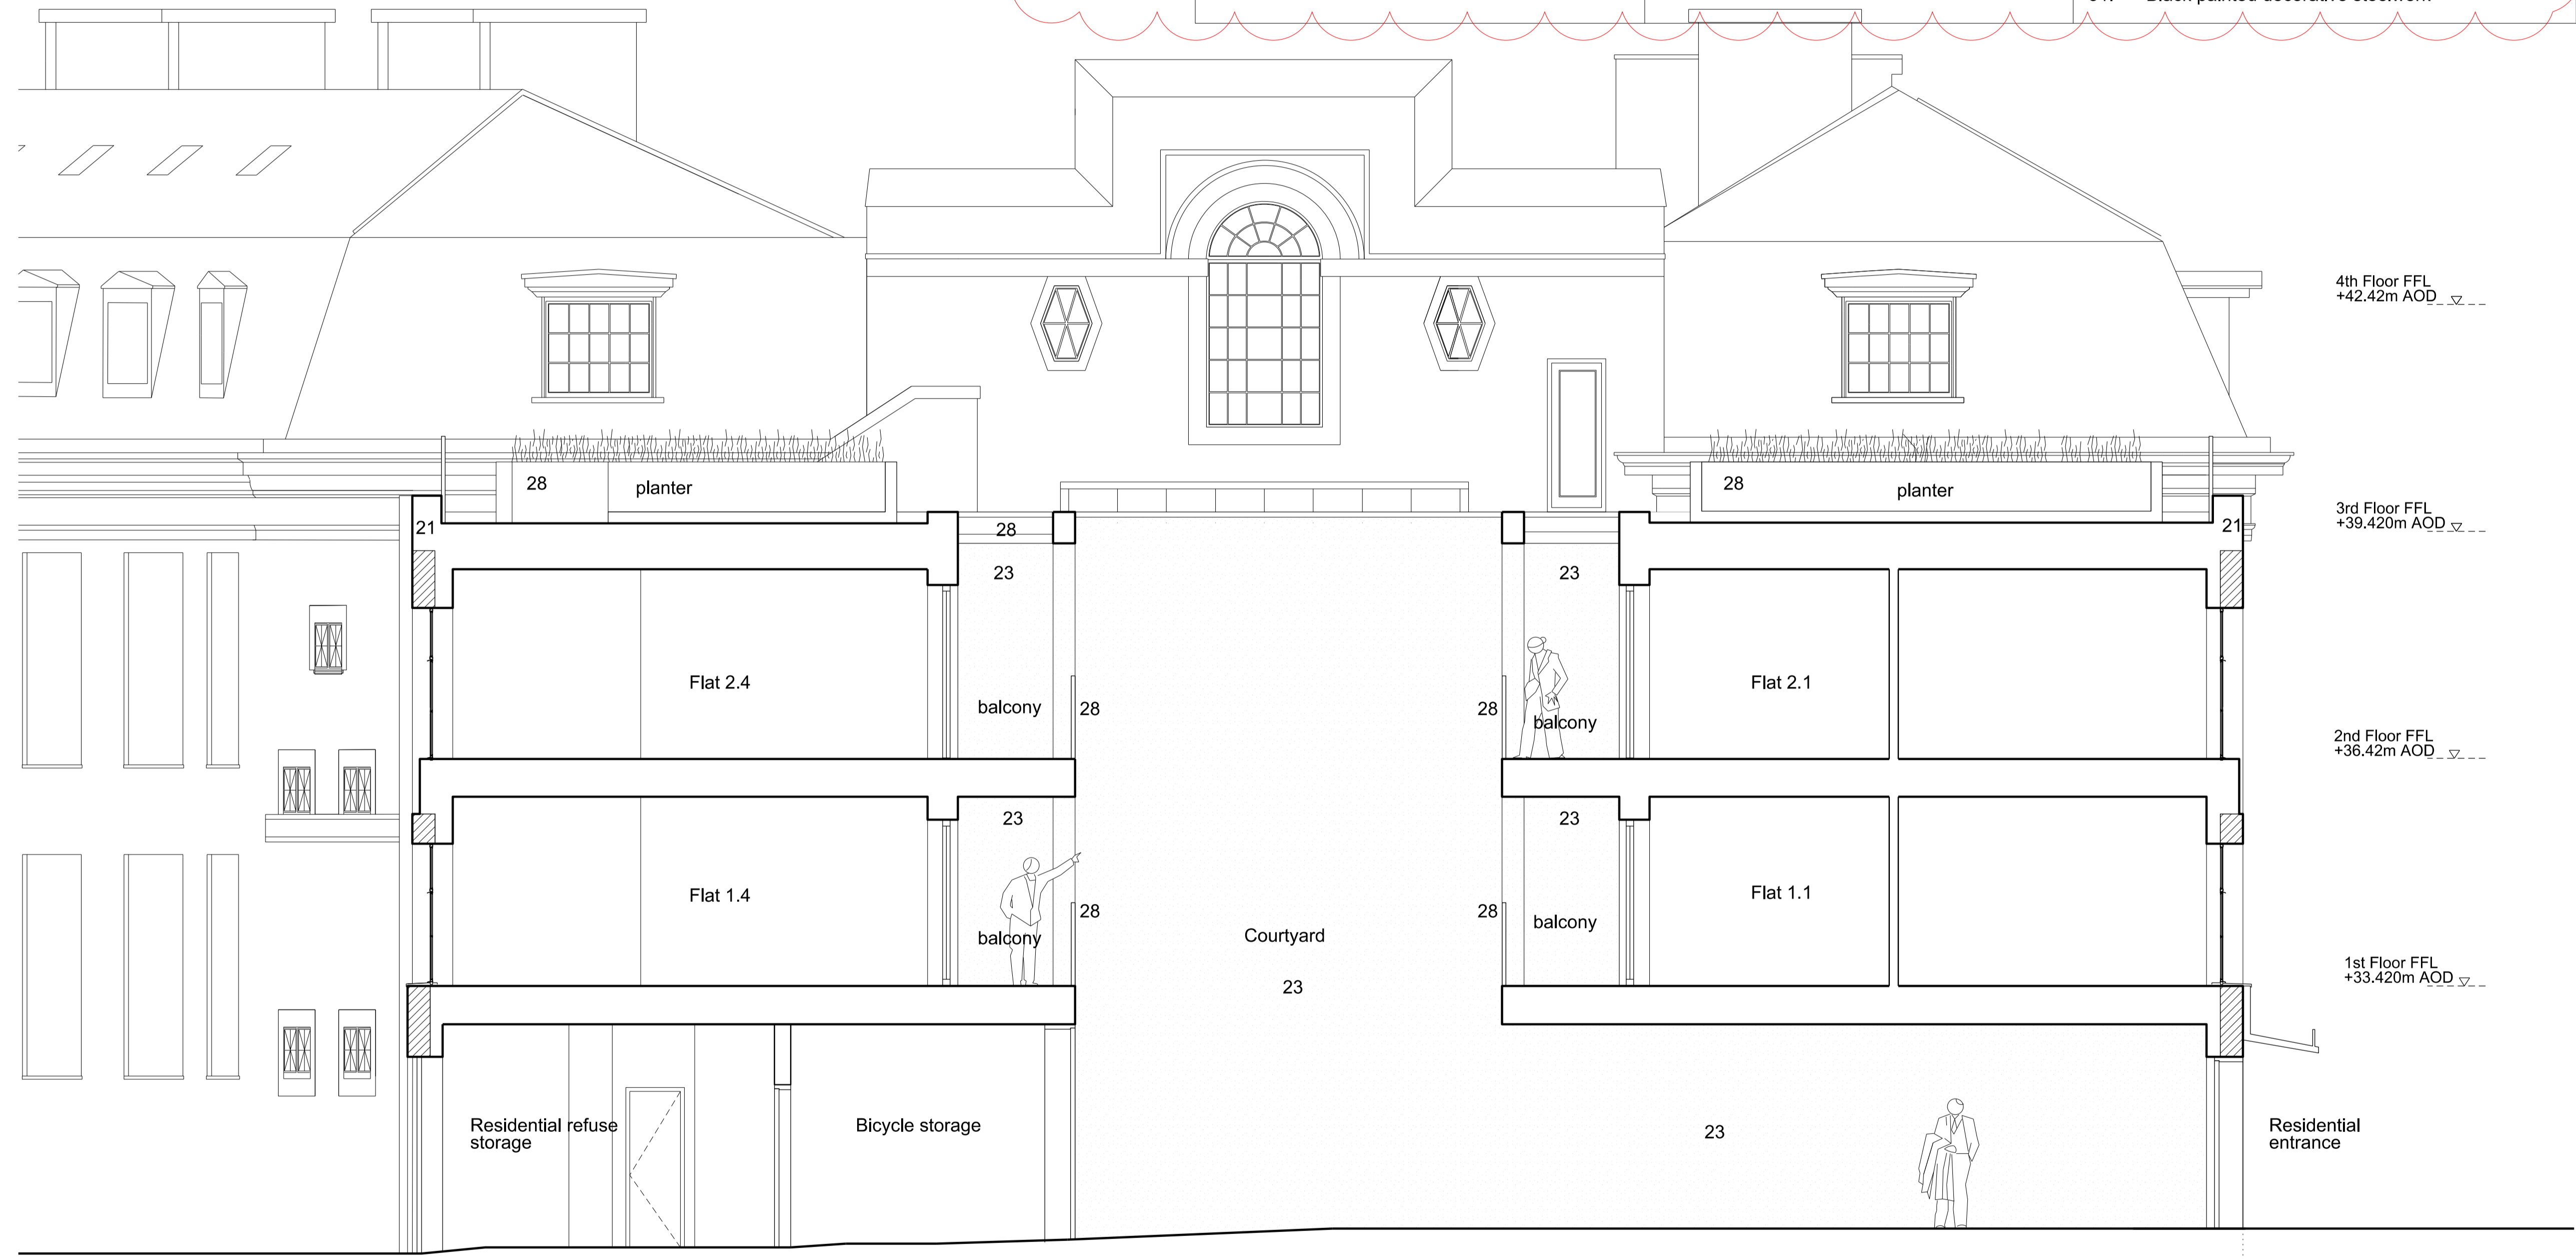 4th Floor FFL
+42.42m AOD
28
planter
28
planter
3rd Floor FFL
+39.420m AOD
21
28
21
23
23
Flat 2.4
balcony
28
28
balcony
Flat 2.1
2nd Floor FFL
+36.42m AOD
23
23
Flat 1.4
balcony
28
28
balcony
Flat 1.1
Courtyard
23
1st Floor FFL
+33.420m AOD
Residential refuse
storage
Bicycle storage
23
Residential
entrance